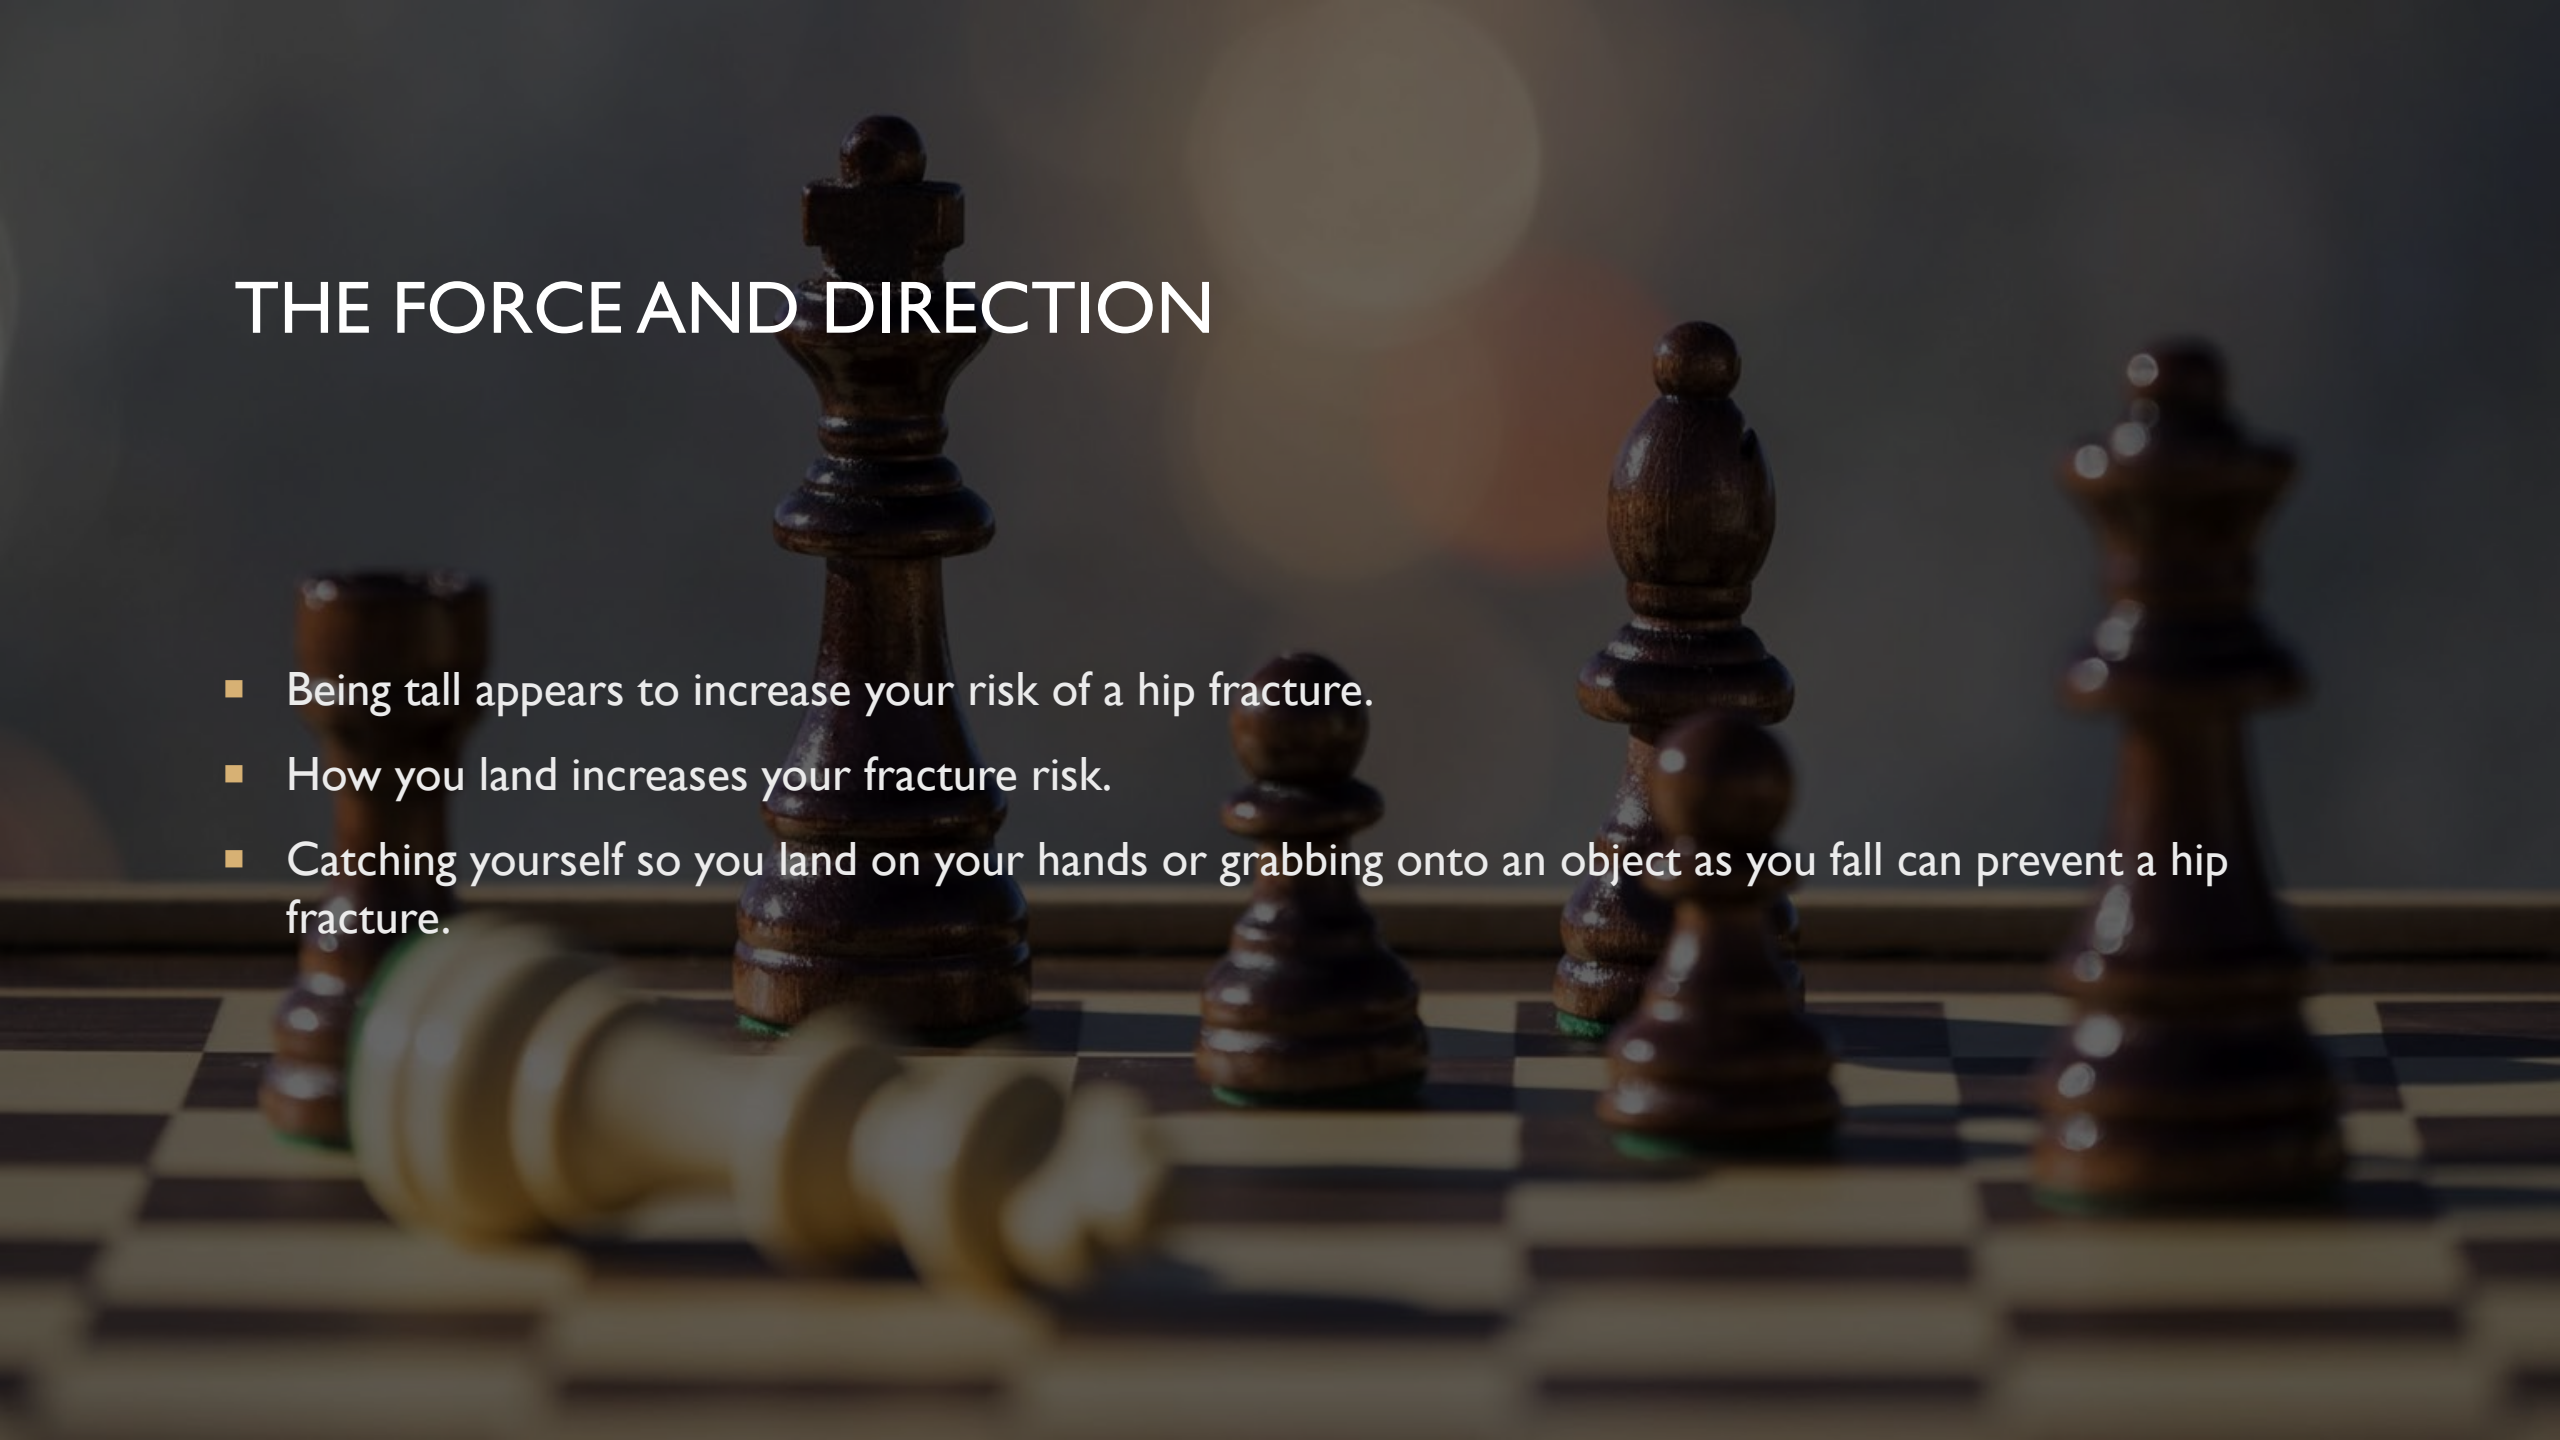 THE FORCE AND DIRECTION
▪ Being tall appears to increase your risk of a hip fracture.
▪ How you land increases your fracture risk.
▪ Catching yourself so you land on your hands or grabbing onto an object as you fall can prevent a hip
fracture.